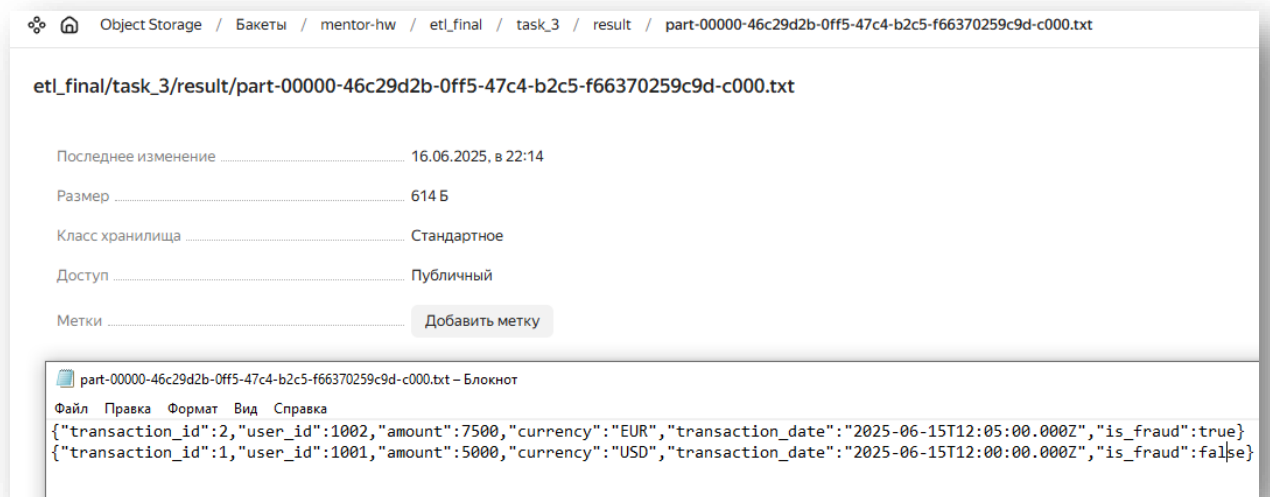 Object Storage / Бакеты / mentor-hw / etl_final / task_3 / result / part-00000-46c29d2b-0ff5-47c4-b2c5-f66370259c9d-c000.txt
etl_final/task_3/result/part-00000-46c29d2b-0ff5-47c4-b2c5-f66370259c9d-c000.txt
Последнее изменение 16.06.2025, в 22:14
Размер 614 Б
Класс хранилища Стандартное
Доступ Публичный
Метки Добавить метку
part-00000-46c29d2b-0ff5-47c4-b2c5-f66370259c9d-c000.txt – Блокнот
Файл Правка Формат Вид Справка
{"transaction_id":2,"user_id":1002,"amount":7500,"currency":"EUR","transaction_date":"2025-06-15T12:05:00.000Z","is_fraud":true}
{"transaction_id":1,"user_id":1001,"amount":5000,"currency":"USD","transaction_date":"2025-06-15T12:00:00.000Z","is_fraud":false}